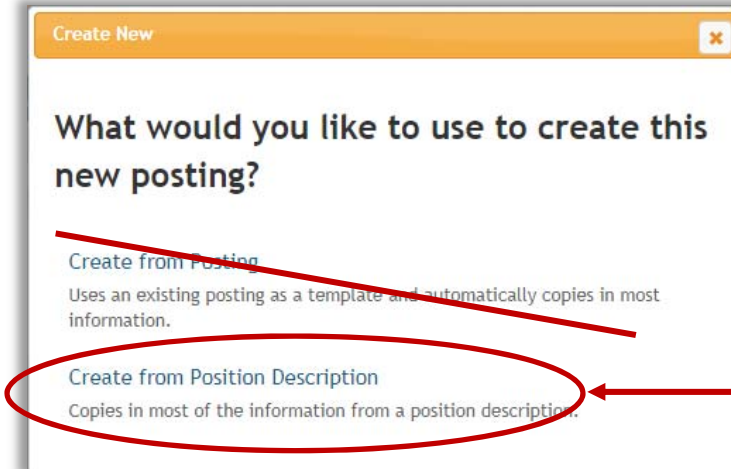 Create New
What would you like to use to create this
new posting?
Create from Posting
Uses an existing posting as a template and automatically copies in most
information.
Create from Position Description
Copies in most of the information from a position description.